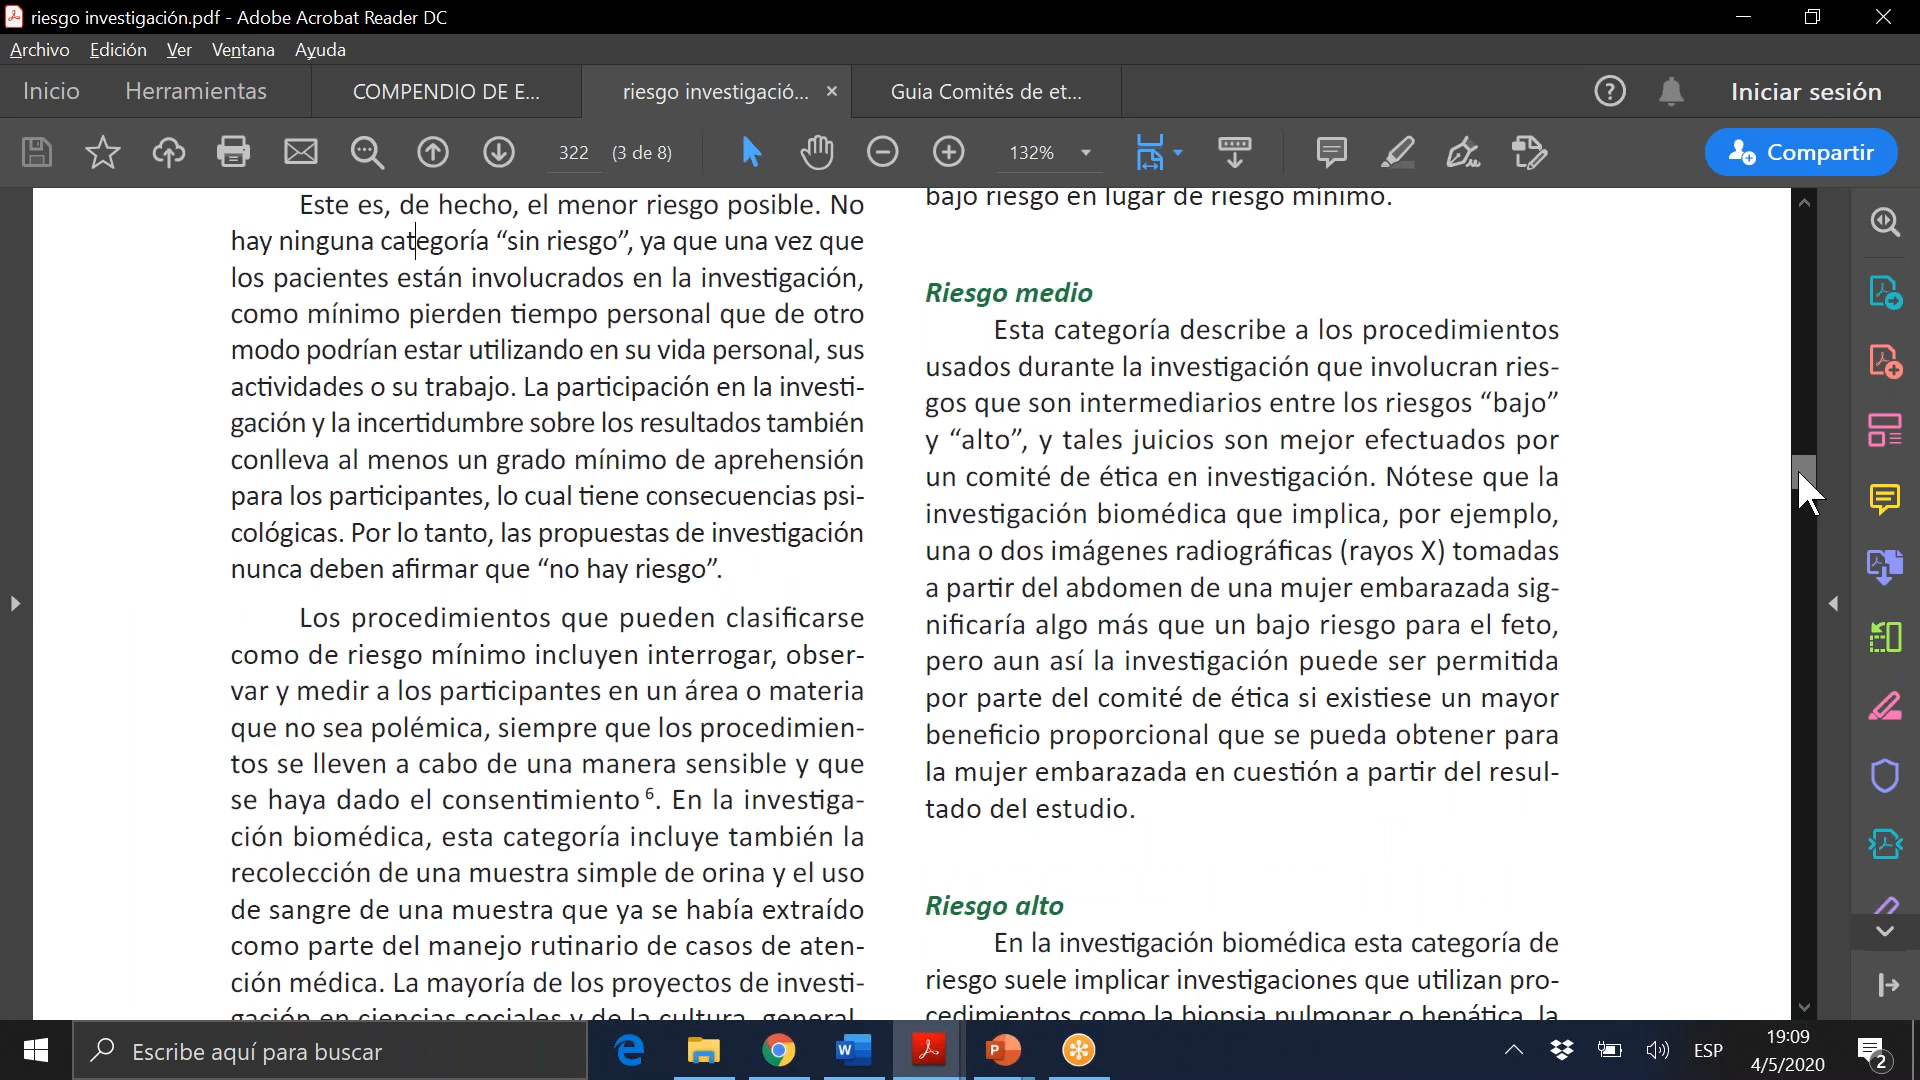 riesgo investigación.pdf - Adobe Acrobat Reader DC
Archivo Edición Ver Ventana Ayuda
Inicio Herramientas COMPENDIO DE E... riesgo investigació... × Guia Comités de et... Iniciar sesión
322 (3 de 8) 132% Compartir
Este es, de hecho, el menor riesgo posible. No
hay ninguna categoría “sin riesgo”, ya que una vez que
los pacientes están involucrados en la investigación,
como mínimo pierden tiempo personal que de otro
modo podrían estar utilizando en su vida personal, sus
actividades o su trabajo. La participación en la investi-
gación y la incertidumbre sobre los resultados también
conlleva al menos un grado mínimo de aprehensión
para los participantes, lo cual tiene consecuencias psi-
cológicas. Por lo tanto, las propuestas de investigación
nunca deben afirmar que “no hay riesgo”.
Los procedimientos que pueden clasificarse
como de riesgo mínimo incluyen interrogar, obser-
var y medir a los participantes en un área o materia
que no sea polémica, siempre que los procedimien-
tos se lleven a cabo de una manera sensible y que
se haya dado el consentimiento 6. En la investiga-
ción biomédica, esta categoría incluye también la
recolección de una muestra simple de orina y el uso
de sangre de una muestra que ya se había extraído
como parte del manejo rutinario de casos de aten-
ción médica. La mayoría de los proyectos de investi-
gación en ciencias sociales y de la cultura, general
bajo riesgo en lugar de riesgo mínimo.
Riesgo medio
Esta categoría describe a los procedimientos
usados durante la investigación que involucran ries-
gos que son intermediarios entre los riesgos “bajo”
y “alto”, y tales juicios son mejor efectuados por
un comité de ética en investigación. Nótese que la
investigación biomédica que implica, por ejemplo,
una o dos imágenes radiográficas (rayos X) tomadas
a partir del abdomen de una mujer embarazada sig-
nificaría algo más que un bajo riesgo para el feto,
pero aun así la investigación puede ser permitida
por parte del comité de ética si existiese un mayor
beneficio proporcional que se pueda obtener para
la mujer embarazada en cuestión a partir del resul-
tado del estudio.
Riesgo alto
En la investigación biomédica esta categoría de
riesgo suele implicar investigaciones que utilizan pro-
cedimientos como la biopsia pulmonar o hepática, la
Escribe aquí para buscar
ESP
19:09
4/5/2020
2